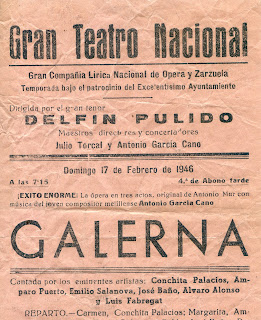 Gran Teatro Nacional
Gran Compañía Lírica Nacional de Opera y Zarzuela
Temporada bajo el patrocinio del Excelentísimo Ayuntamiento
Dirigida por el gran tenor
DELFIN PULIDO
Maestros directores y concertadores
Julio Torcal y Antonio García Cano
Domingo 17 de Febrero de 1946
A las 7'15 4.ª de Abono tarde
¡EXITO ENORME! La ópera en tres actos, original de Antonio Mur con
música del joven compositor melillense Antonio García Cano
GALERNA
Cantada por los eminentes artistas: Conchita Palacios, Am-
paro Puerto, Emilio Salanova, José Baño, Alvaro Alonso
y Luis Fabregat
REPARTO.—Carmen, Conchita Palacios; Margarita, Am-